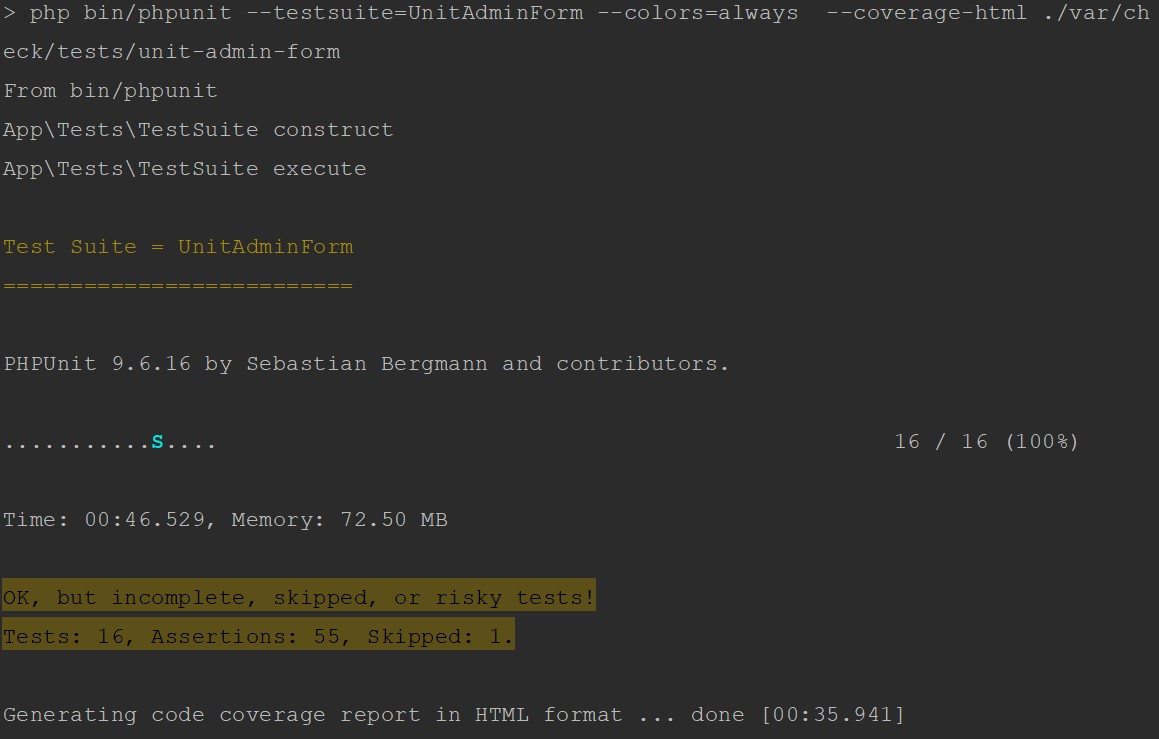 > php bin/phpunit --testsuite=UnitAdminForm --colors=always  --coverage-html ./var/ch
eck/tests/unit-admin-form
From bin/phpunit
App\Tests\TestSuite construct
App\Tests\TestSuite execute
Test Suite = UnitAdminForm
==========================
PHPUnit 9.6.16 by Sebastian Bergmann and contributors.
...........S.... 16 / 16 (100%)
Time: 00:46.529, Memory: 72.50 MB
OK, but incomplete, skipped, or risky tests!
Tests: 16, Assertions: 55, Skipped: 1.
Generating code coverage report in HTML format ... done [00:35.941]